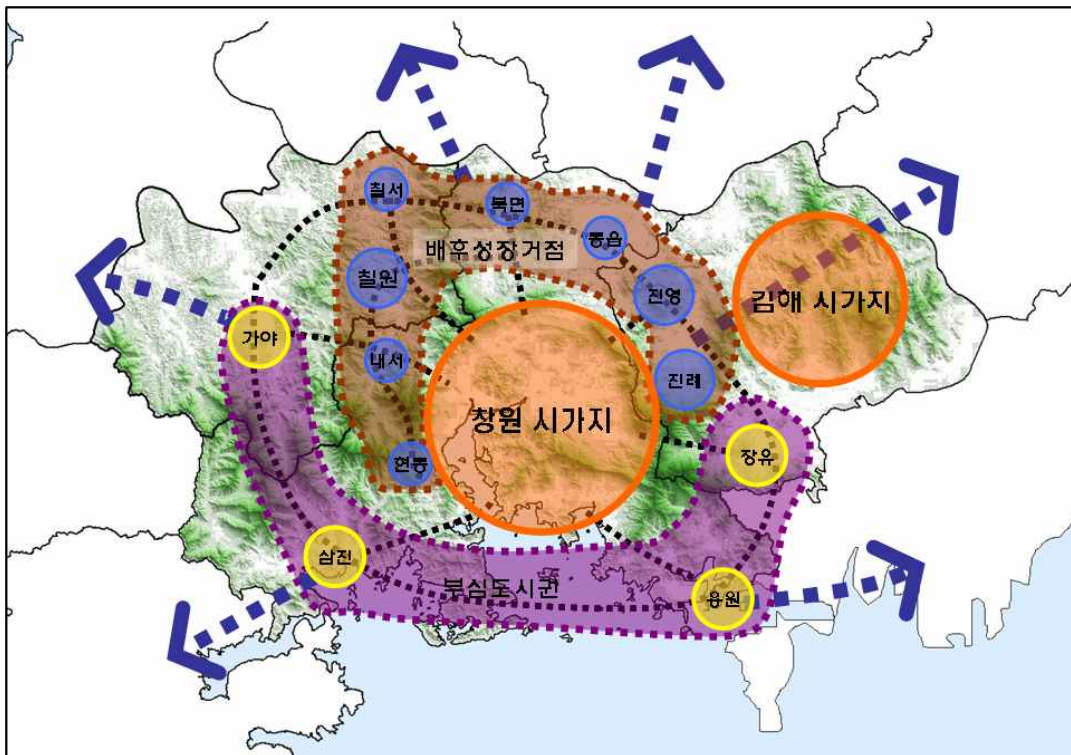 칠서
북면
동읍
배후성장거점
칠원
진영
김해 시가지
가야
내서
진례
창원 시가지
현동
장유
삼진
부심도시권
용원